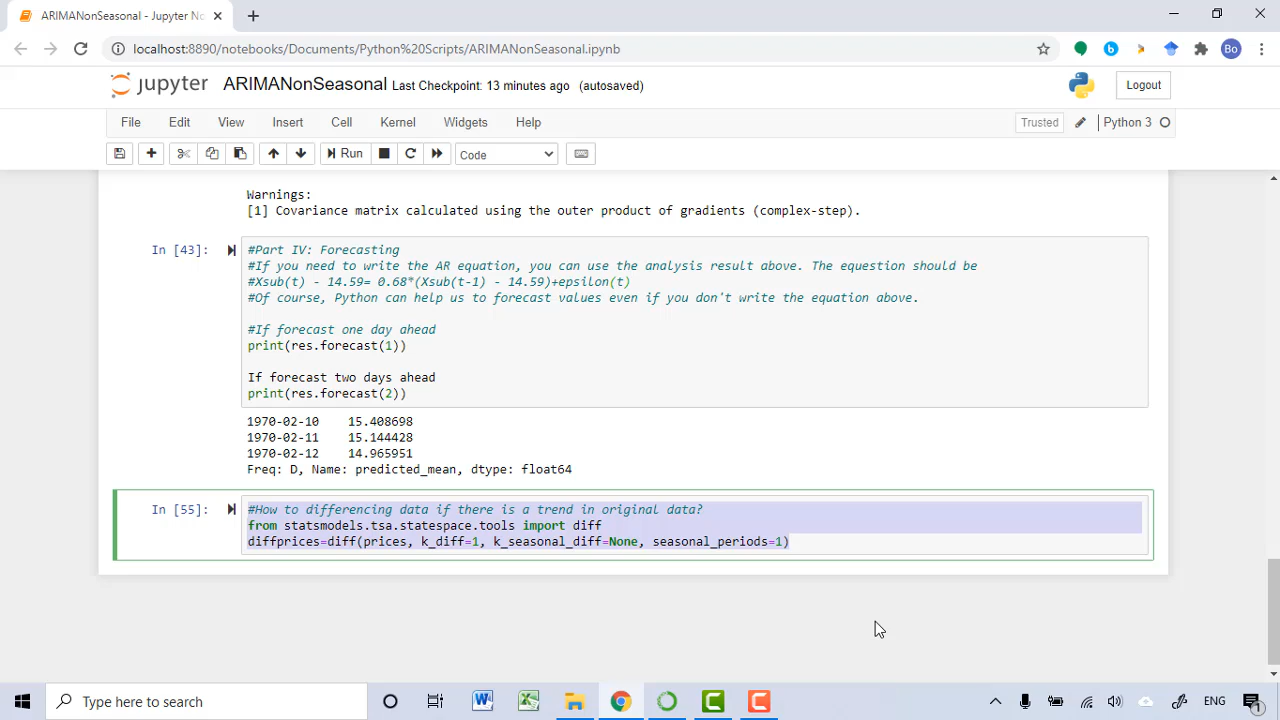 ARIMANonSeasonal - Jupyter No
localhost:8890/notebooks/Documents/Python%20Scripts/ARIMANonSeasonal.ipynb
Bo
jupyter ARIMANonSeasonal Last Checkpoint: 13 minutes ago (autosaved)
Logout
File Edit View Insert Cell Kernel Widgets Help
Trusted Python 3
Run Code
Warnings:
[1] Covariance matrix calculated using the outer product of gradients (complex-step).
In [43]:
#Part IV: Forecasting
#If you need to write the AR equation, you can use the analysis result above. The equestion should be
#Xsub(t) - 14.59= 0.68*(Xsub(t-1) - 14.59)+epsilon(t)
#Of course, Python can help us to forecast values even if you don't write the equation above.
#If forecast one day ahead
print(res.forecast(1))
If forecast two days ahead
print(res.forecast(2))
1970-02-10 15.408698
1970-02-11 15.144428
1970-02-12 14.965951
Freq: D, Name: predicted_mean, dtype: float64
In [55]:
#How to differencing data if there is a trend in original data?
from statsmodels.tsa.statespace.tools import diff
diffprices=diff(prices, k_diff=1, k_seasonal_diff=None, seasonal_periods=1)
Type here to search
ENG
1